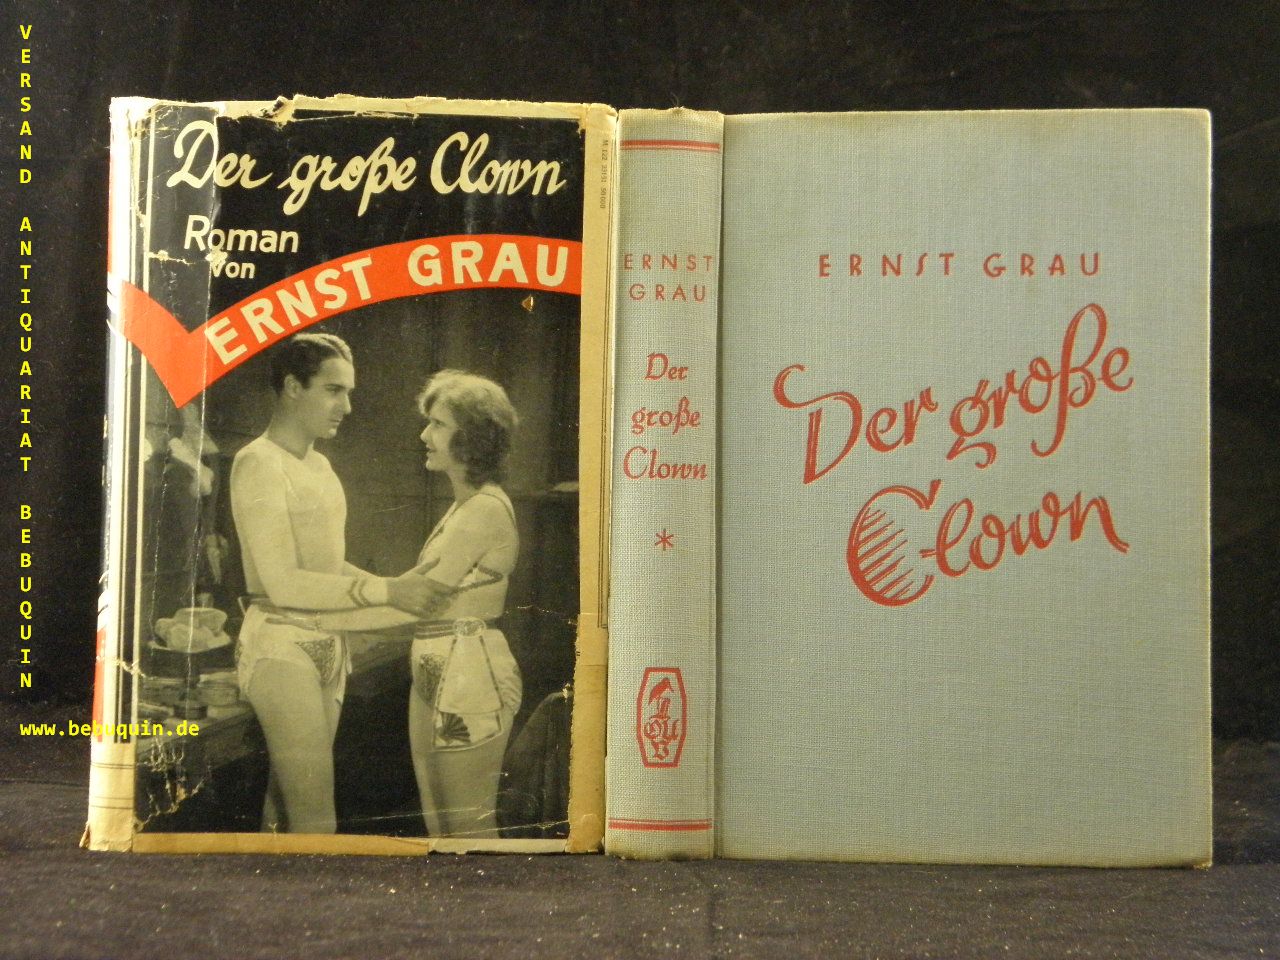 VERSAND ANTIQUARIAT BEBUQUIN
www.bebuquin.de
Der große Clown
Roman
von
ERNST GRAU
ERNST
GRAU
Der
große
Clown
*
ERNST GRAU
Der große
Clown